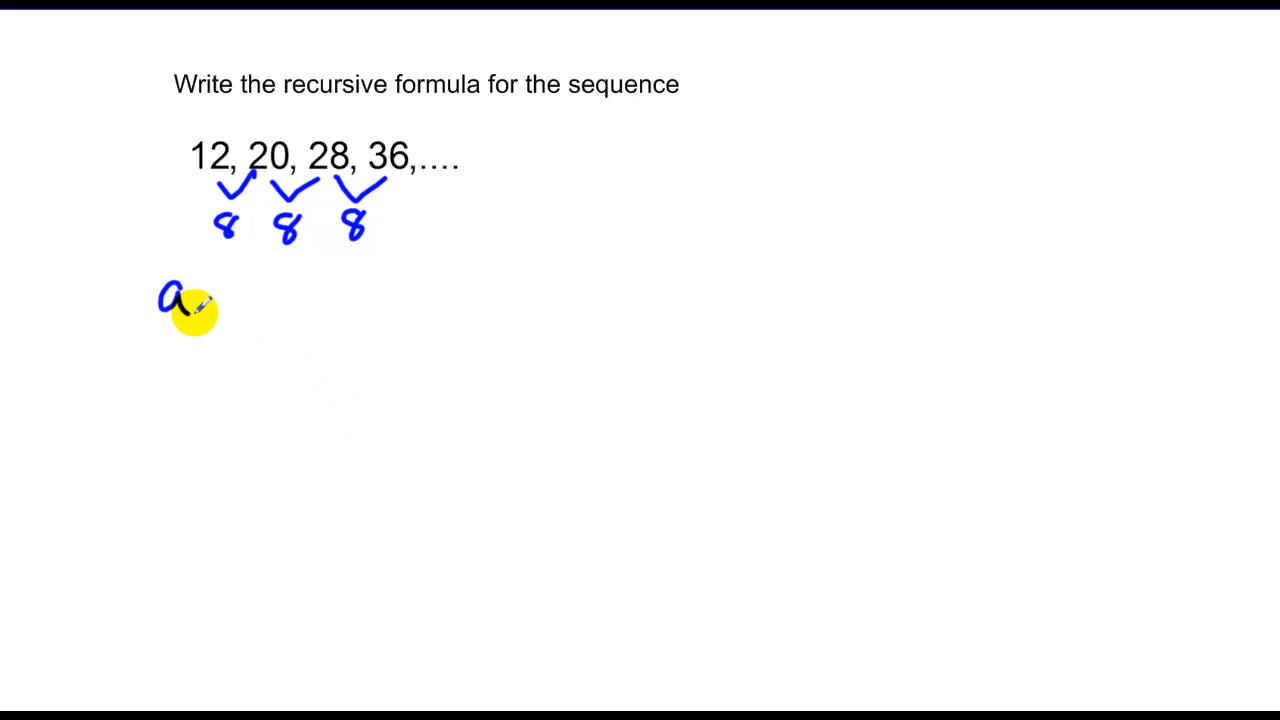 Write the recursive formula for the sequence
12, 20, 28, 36,....
8 8 8
a